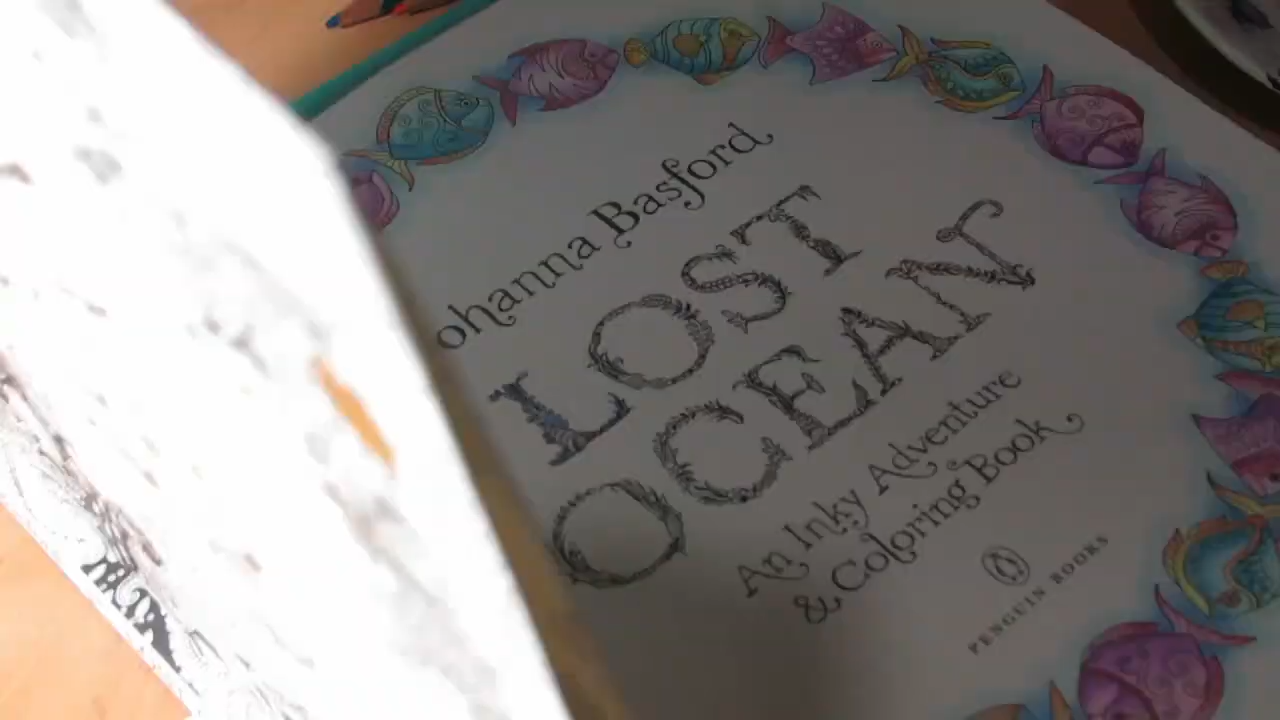 ohanna Basford
LOST
OCEAN
An Inky Adventure
& Coloring Book
PENGUIN BOOKS